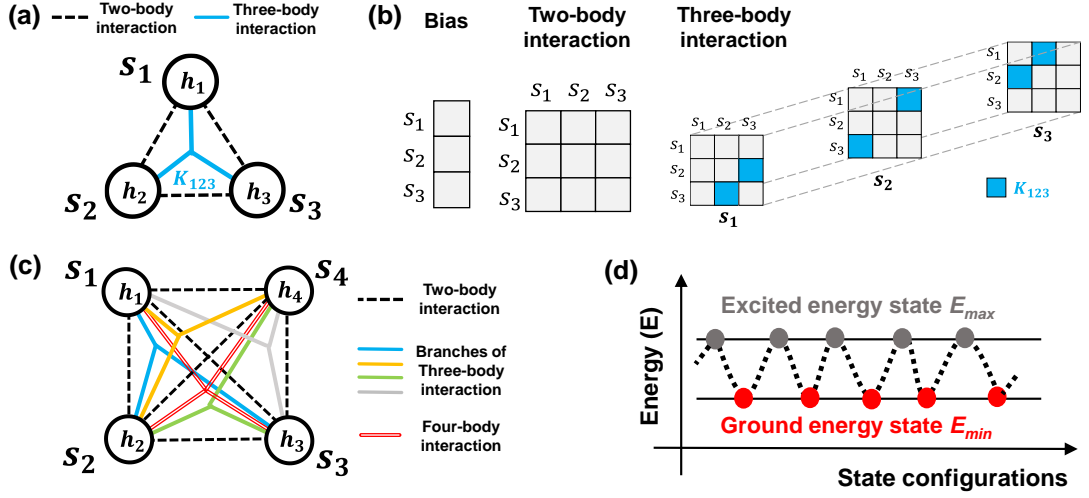 (a)
Two-body
interaction
Three-body
interaction
s₁
h₁
h₂
K₁₂₃
h₃
s₂
s₃
(b)
Bias
Two-body
interaction
Three-body
interaction
s₁
s₂
s₃
s₁ s₂ s₃
s₁
s₂
s₃
s₁ s₂ s₃
s₁
s₂
s₃
s₁
s₁ s₂ s₃
s₁
s₂
s₃
s₂
s₁ s₂ s₃
s₁
s₂
s₃
s₃
K₁₂₃
(c)
s₁
h₁
s₄
h₄
s₂
h₂
h₃
s₃
Two-body
interaction
Branches of
Three-body
interaction
Four-body
interaction
(d)
Energy (E)
Excited energy state Eₘₐₓ
Ground energy state Eₘᵢₙ
State configurations